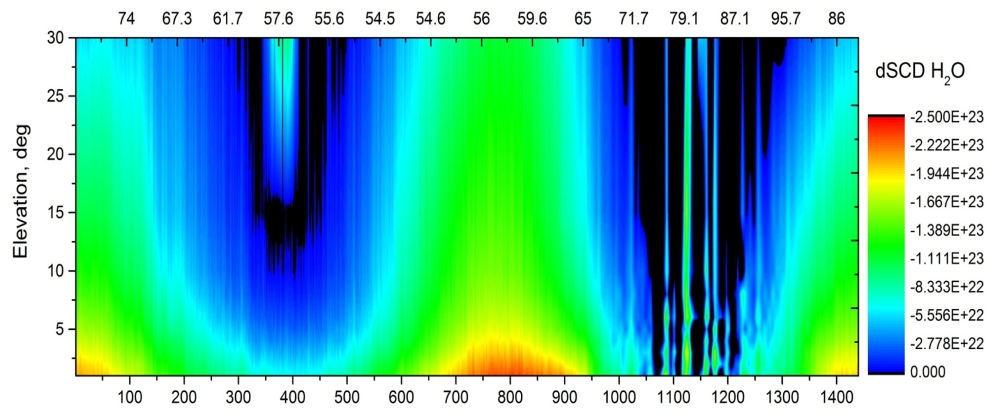 74 67.3 61.7 57.6 55.6 54.5 54.6 56 59.6 65 71.7 79.1 87.1 95.7 86
30
25
20
15
10
5
Elevation, deg
100 200 300 400 500 600 700 800 900 1000 1100 1200 1300 1400
dSCD H₂O
-2.500E+23
-2.222E+23
-1.944E+23
-1.667E+23
-1.389E+23
-1.111E+23
-8.333E+22
-5.556E+22
-2.778E+22
0.000